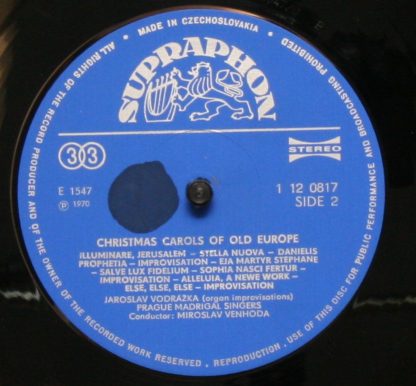 ALL RIGHTS OF THE RECORD PRODUCER AND OF THE OWNER OF THE RECORDED WORK RESERVED . REPRODUCTION . USE OF THIS DISC FOR PUBLIC PERFORMANCE AND BROADCASTING PROHIBITED
• MADE IN CZECHOSLOVAKIA •
SUPRAPHON
33
STEREO
E 1547
Ⓟ 1970
1 12 0817
SIDE 2
CHRISTMAS CAROLS OF OLD EUROPE
ILLUMINARE, JERUSALEM – STELLA NUOVA – DANIELIS
PROPHETIA – IMPROVISATION – EJA MARTYR STEPHANE
– SALVE LUX FIDELIUM – SOPHIA NASCI FERTUR –
IMPROVISATION – ALLELUIA, A NEWE WORK –
ELSE, ELSE, ELSE – IMPROVISATION
JAROSLAV VODRÁŽKA (organ improvisations)
PRAGUE MADRIGAL SINGERS
Conductor: MIROSLAV VENHODA